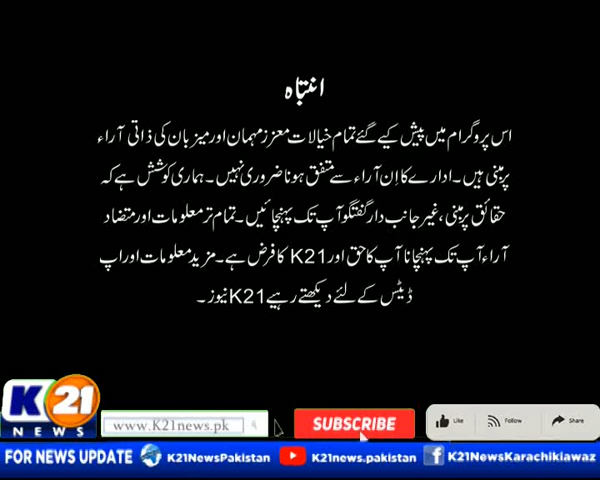 انتباہ
اس پروگرام میں پیش کیے گئے تمام خیالات معزز مہمان اور میزبان کی ذاتی آراء
پر مبنی ہیں۔ ادارے کا اِن آراء سے متفق ہونا ضروری نہیں۔ ہماری کوشش ہے کہ
حقائق پر مبنی، غیر جانب دار گفتگو آپ تک پہنچائیں۔ تمام تر معلومات اور متضاد
آراء آپ تک پہنچانا آپ کا حق اور K21 کا فرض ہے۔ مزید معلومات اور اپ
ڈیٹس کے لئے دیکھتے رہیے K21 نیوز۔
K21
NEWS
www.K21news.pk
SUBSCRIBE
Like
Follow
Share
FOR NEWS UPDATE
K21NewsPakistan
K21news.pakistan
K21NewsKarachikiawaz